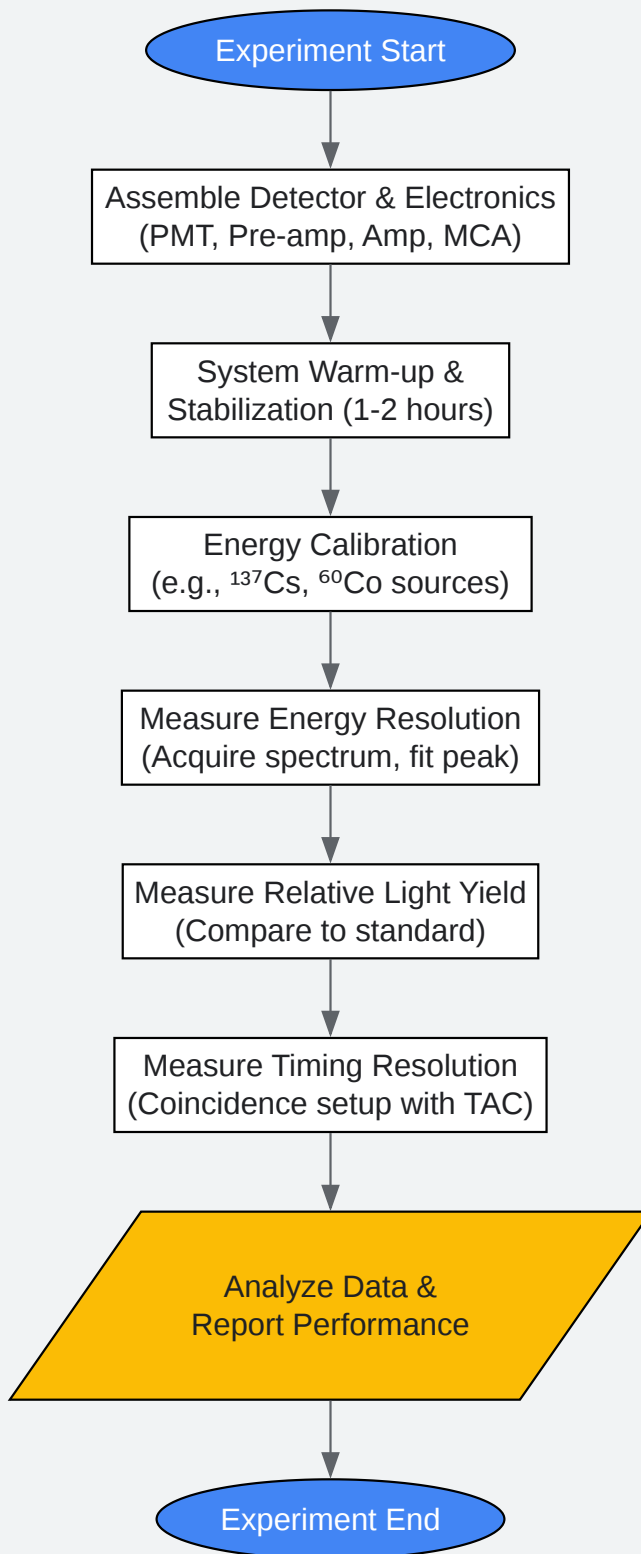 Experiment Start
Assemble Detector & Electronics
(PMT, Pre-amp, Amp, MCA)
System Warm-up &
Stabilization (1-2 hours)
Energy Calibration
(e.g., ¹³⁷Cs, ⁶⁰Co sources)
Measure Energy Resolution
(Acquire spectrum, fit peak)
Measure Relative Light Yield
(Compare to standard)
Measure Timing Resolution
(Coincidence setup with TAC)
Analyze Data &
Report Performance
Experiment End